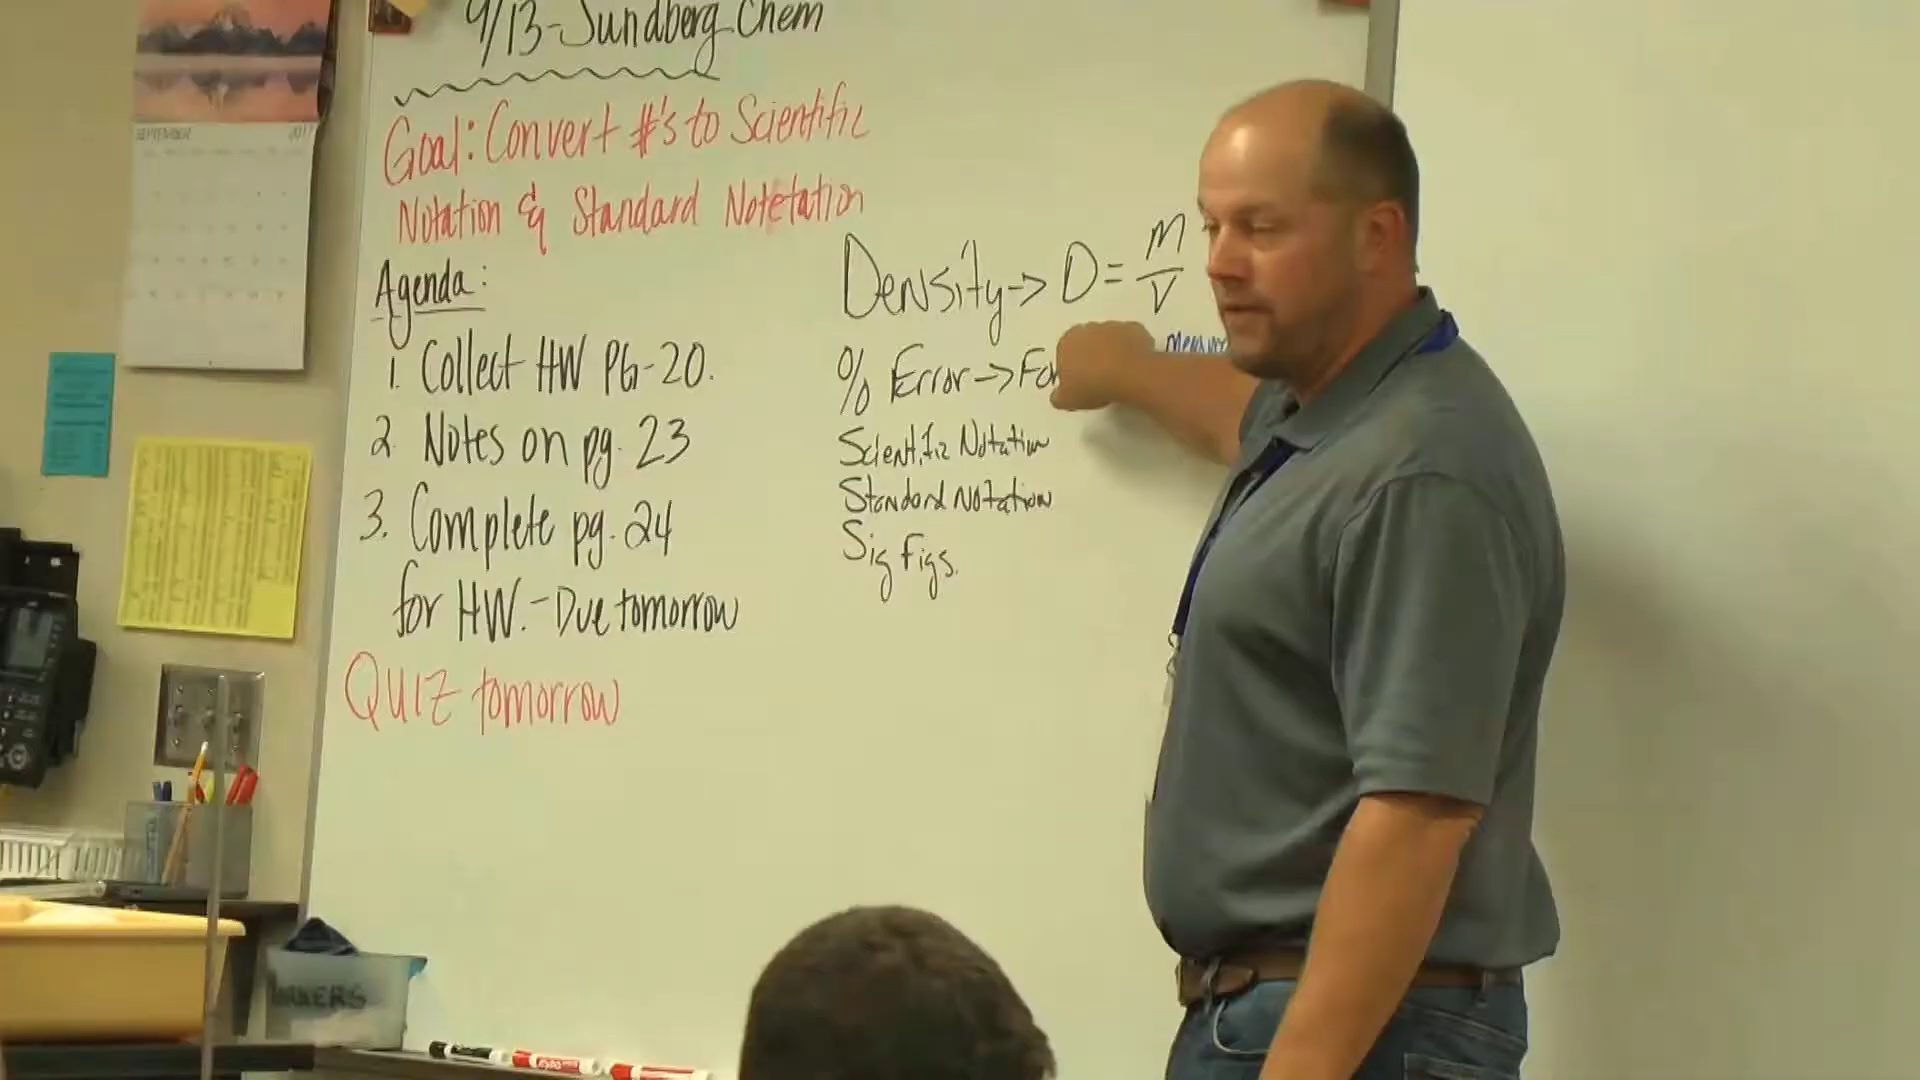 9/13-Sundberg Chem
Goal: Convert #'s to Scientific
Notation & Standard Notetation
Agenda:
1. Collect HW PG-20.
2. Notes on pg. 23
3. Complete pg. 24
for HW. - Due tomorrow
QUIZ tomorrow
Density -> D = M
V
% Error ->
Scientific Notation
Standard Notation
Sig Figs.
SEPTEMBER 2017
MARKERS